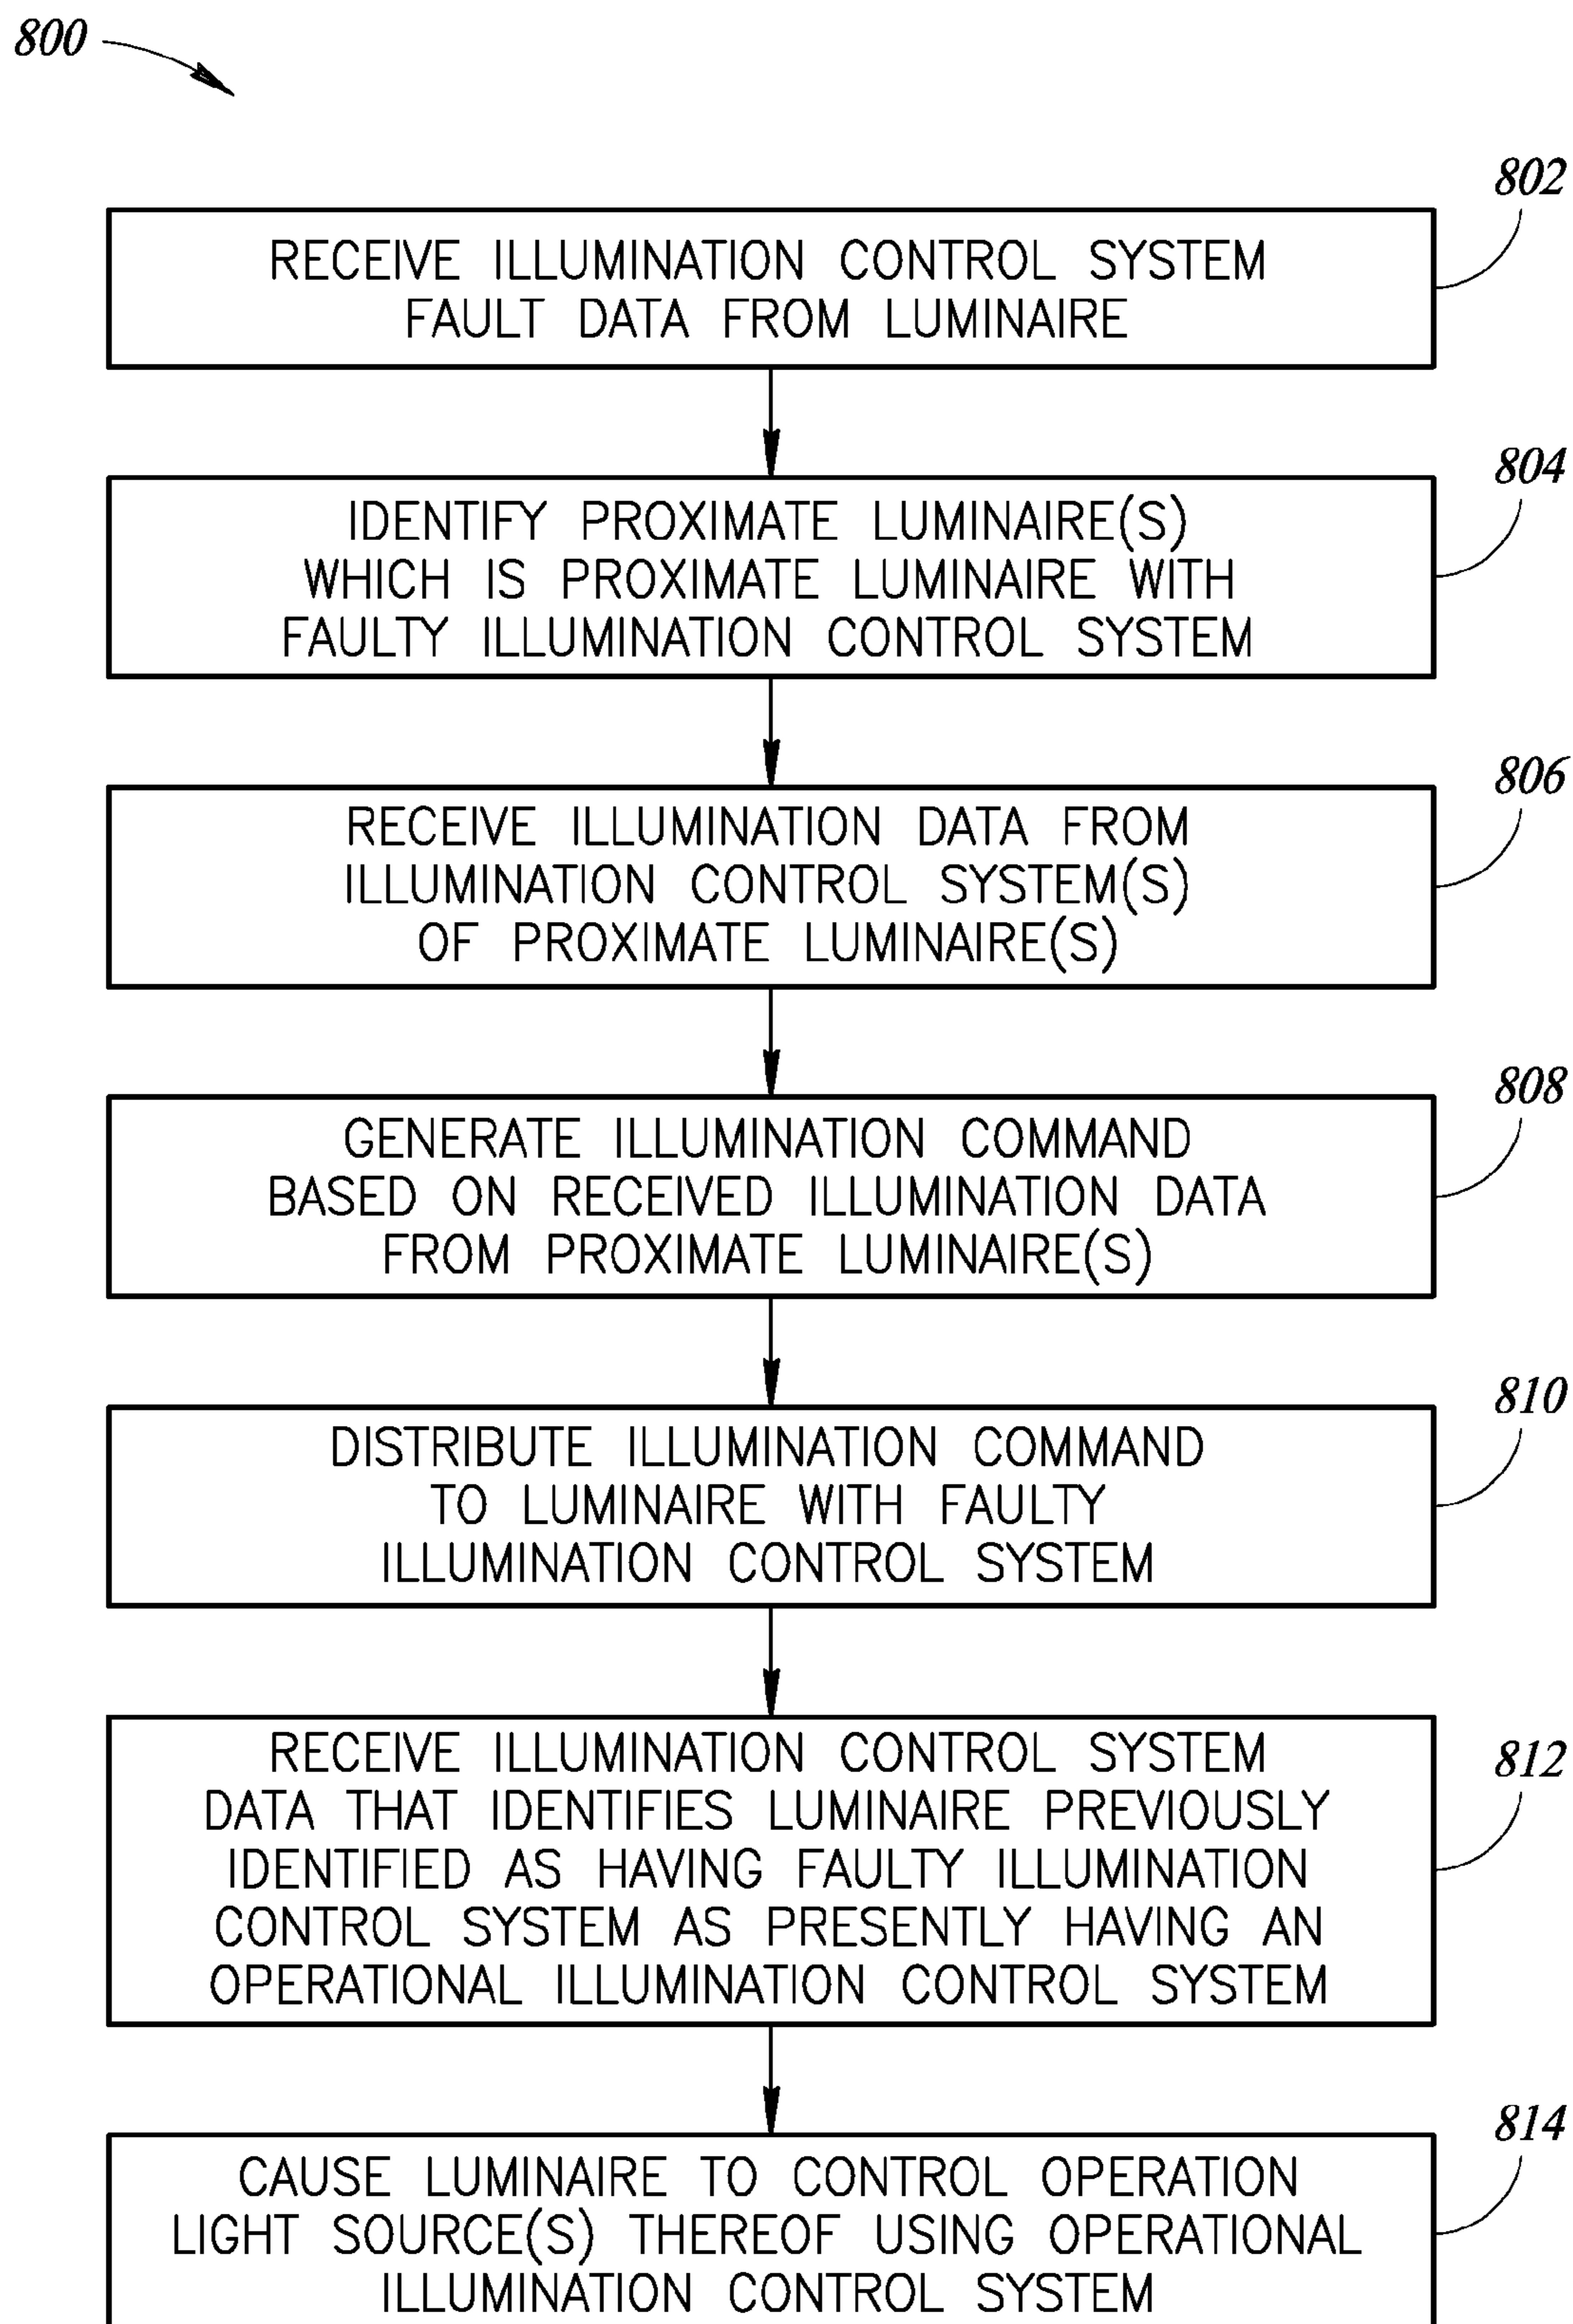 800
802
RECEIVE ILLUMINATION CONTROL SYSTEM
FAULT DATA FROM LUMINAIRE
804
IDENTIFY PROXIMATE LUMINAIRE(S)
WHICH IS PROXIMATE LUMINAIRE WITH
FAULTY ILLUMINATION CONTROL SYSTEM
806
RECEIVE ILLUMINATION DATA FROM
ILLUMINATION CONTROL SYSTEM(S)
OF PROXIMATE LUMINAIRE(S)
808
GENERATE ILLUMINATION COMMAND
BASED ON RECEIVED ILLUMINATION DATA
FROM PROXIMATE LUMINAIRE(S)
810
DISTRIBUTE ILLUMINATION COMMAND
TO LUMINAIRE WITH FAULTY
ILLUMINATION CONTROL SYSTEM
812
RECEIVE ILLUMINATION CONTROL SYSTEM
DATA THAT IDENTIFIES LUMINAIRE PREVIOUSLY
IDENTIFIED AS HAVING FAULTY ILLUMINATION
CONTROL SYSTEM AS PRESENTLY HAVING AN
OPERATIONAL ILLUMINATION CONTROL SYSTEM
814
CAUSE LUMINAIRE TO CONTROL OPERATION
LIGHT SOURCE(S) THEREOF USING OPERATIONAL
ILLUMINATION CONTROL SYSTEM